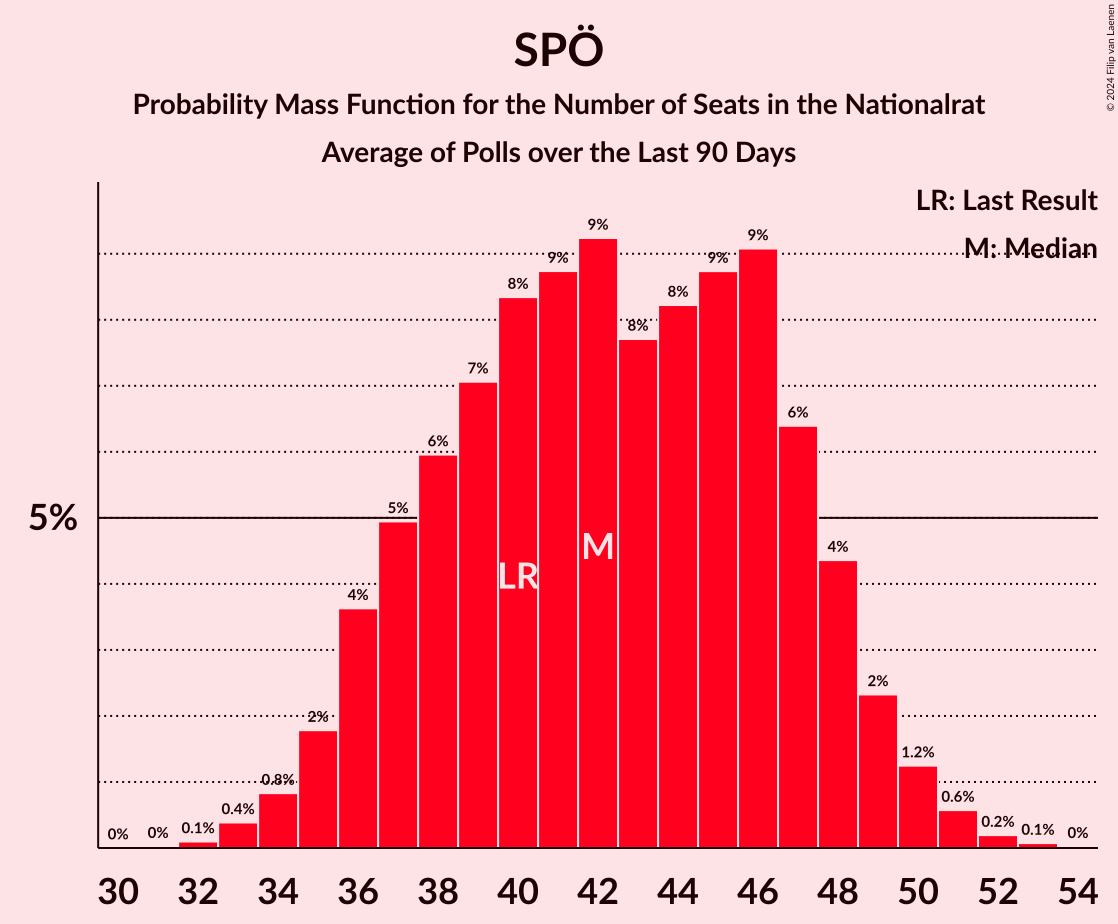 SPÖ
Probability Mass Function for the Number of Seats in the Nationalrat
Average of Polls over the Last 90 Days
© 2024 Filip van Laenen
LR: Last Result
M: Median
5%
0% 0% 0.1% 0.4% 0.8% 2% 4% 5% 6% 7% 8% 9% 9% 8% 8% 9% 9% 6% 4% 2% 1.2% 0.6% 0.2% 0.1% 0%
LR M
30 32 34 36 38 40 42 44 46 48 50 52 54